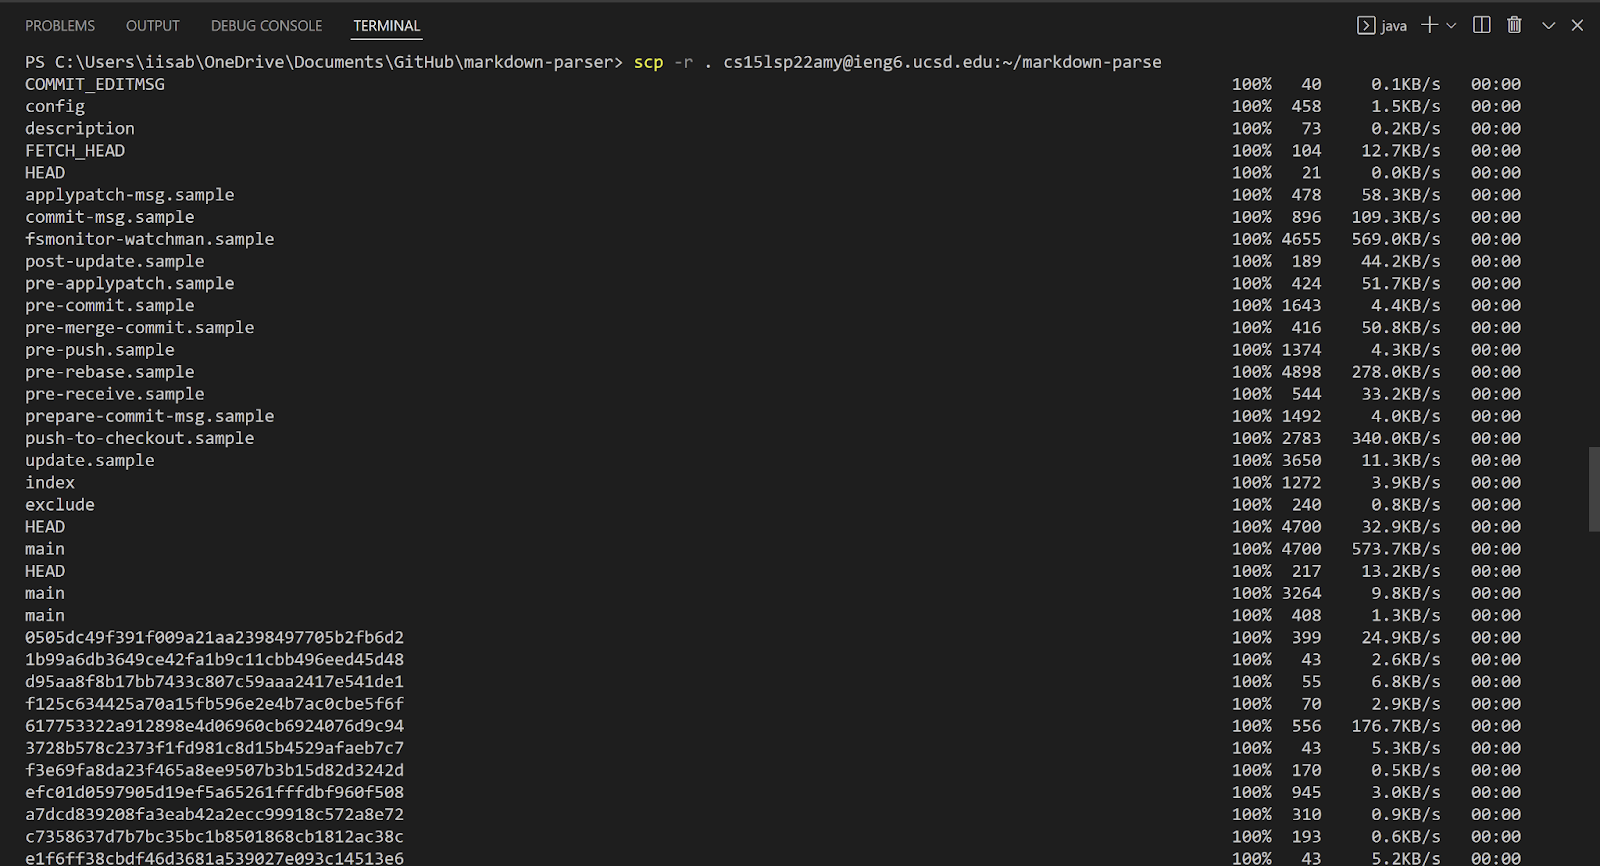 PROBLEMS OUTPUT DEBUG CONSOLE TERMINAL java
PS C:\Users\iisab\OneDrive\Documents\GitHub\markdown-parser> scp -r . cs15lsp22amy@ieng6.ucsd.edu:~/markdown-parse
COMMIT_EDITMSG 100% 40 0.1KB/s 00:00
config 100% 458 1.5KB/s 00:00
description 100% 73 0.2KB/s 00:00
FETCH_HEAD 100% 104 12.7KB/s 00:00
HEAD 100% 21 0.0KB/s 00:00
applypatch-msg.sample 100% 478 58.3KB/s 00:00
commit-msg.sample 100% 896 109.3KB/s 00:00
fsmonitor-watchman.sample 100% 4655 569.0KB/s 00:00
post-update.sample 100% 189 44.2KB/s 00:00
pre-applypatch.sample 100% 424 51.7KB/s 00:00
pre-commit.sample 100% 1643 4.4KB/s 00:00
pre-merge-commit.sample 100% 416 50.8KB/s 00:00
pre-push.sample 100% 1374 4.3KB/s 00:00
pre-rebase.sample 100% 4898 278.0KB/s 00:00
pre-receive.sample 100% 544 33.2KB/s 00:00
prepare-commit-msg.sample 100% 1492 4.0KB/s 00:00
push-to-checkout.sample 100% 2783 340.0KB/s 00:00
update.sample 100% 3650 11.3KB/s 00:00
index 100% 1272 3.9KB/s 00:00
exclude 100% 240 0.8KB/s 00:00
HEAD 100% 4700 32.9KB/s 00:00
main 100% 4700 573.7KB/s 00:00
HEAD 100% 217 13.2KB/s 00:00
main 100% 3264 9.8KB/s 00:00
main 100% 408 1.3KB/s 00:00
0505dc49f391f009a21aa2398497705b2fb6d2 100% 399 24.9KB/s 00:00
1b99a6db3649ce42fa1b9c11cbb496eed45d48 100% 43 2.6KB/s 00:00
d95aa8f8b17bb7433c807c59aaa2417e541de1 100% 55 6.8KB/s 00:00
f125c634425a70a15fb596e2e4b7ac0cbe5f6f 100% 70 2.9KB/s 00:00
617753322a912898e4d06960cb6924076d9c94 100% 556 176.7KB/s 00:00
3728b578c2373f1fd981c8d15b4529afaeb7c7 100% 43 5.3KB/s 00:00
f3e69fa8da23f465a8ee9507b3b15d82d3242d 100% 170 0.5KB/s 00:00
efc01d0597905d19ef5a65261fffdbf960f508 100% 945 3.0KB/s 00:00
a7dcd839208fa3eab42a2ecc99918c572a8e72 100% 310 0.9KB/s 00:00
c7358637d7b7bc35bc1b8501868cb1812ac38c 100% 193 0.6KB/s 00:00
e1f6ff38cbdf46d3681a539027e093c14513e6 100% 43 5.2KB/s 00:00